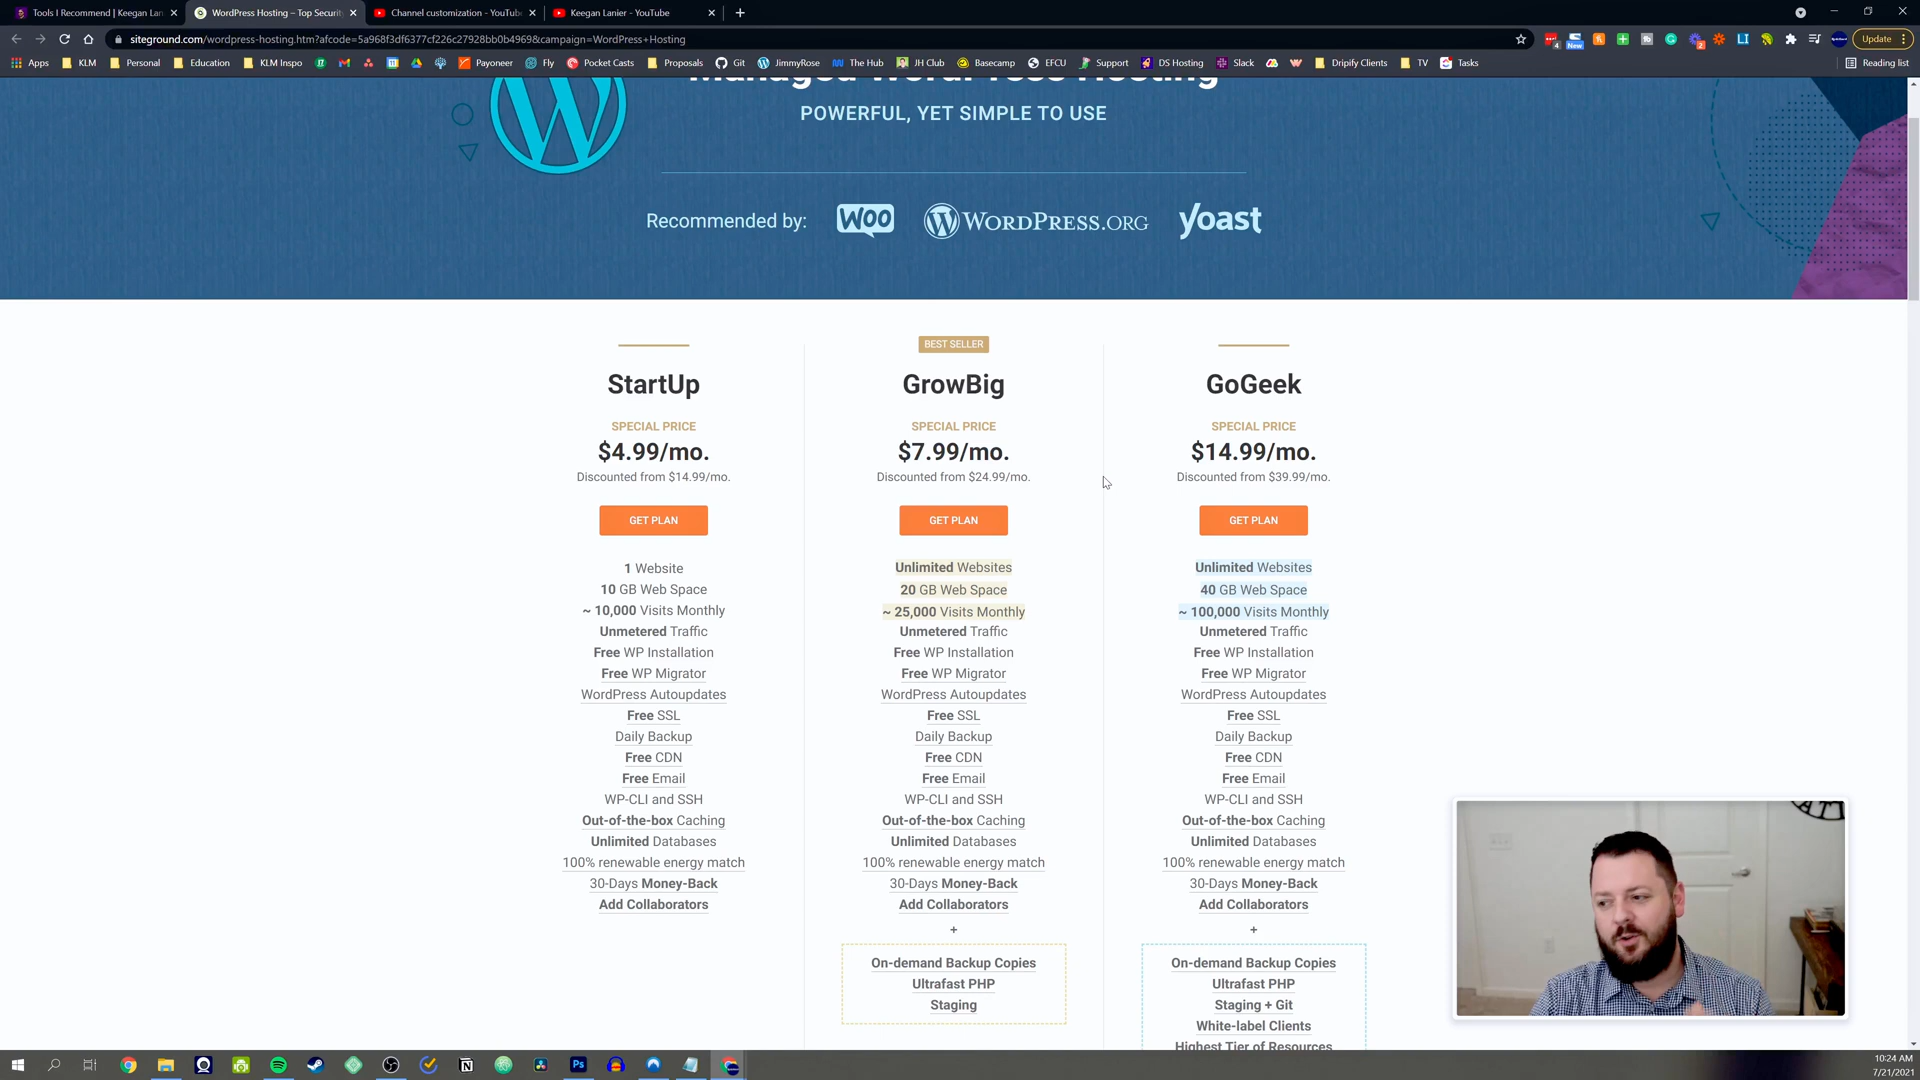 Tools I Recommend | Keegan Lan
WordPress Hosting – Top Security
Channel customization - YouTube
Keegan Lanier - YouTube
siteground.com/wordpress-hosting.htm?afcode=5a968f3df6377cf226c27928bb0b4969&campaign=WordPress+Hosting
New
Update
Apps
KLM
Personal
Education
KLM Inspo
Payoneer
Fly
Pocket Casts
Proposals
Git
JimmyRose
The Hub
JH Club
Basecamp
EFCU
Support
DS Hosting
Slack
Dripify Clients
TV
Tasks
Reading list
Managed WordPress Hosting
POWERFUL, YET SIMPLE TO USE
Recommended by:
WOO
WORDPRESS.ORG
yoast
StartUp
SPECIAL PRICE
$4.99/mo.
Discounted from $14.99/mo.
GET PLAN
1 Website
10 GB Web Space
~ 10,000 Visits Monthly
Unmetered Traffic
Free WP Installation
Free WP Migrator
WordPress Autoupdates
Free SSL
Daily Backup
Free CDN
Free Email
WP-CLI and SSH
Out-of-the-box Caching
Unlimited Databases
100% renewable energy match
30-Days Money-Back
Add Collaborators
BEST SELLER
GrowBig
SPECIAL PRICE
$7.99/mo.
Discounted from $24.99/mo.
GET PLAN
Unlimited Websites
20 GB Web Space
~ 25,000 Visits Monthly
Unmetered Traffic
Free WP Installation
Free WP Migrator
WordPress Autoupdates
Free SSL
Daily Backup
Free CDN
Free Email
WP-CLI and SSH
Out-of-the-box Caching
Unlimited Databases
100% renewable energy match
30-Days Money-Back
Add Collaborators
+
On-demand Backup Copies
Ultrafast PHP
Staging
GoGeek
SPECIAL PRICE
$14.99/mo.
Discounted from $39.99/mo.
GET PLAN
Unlimited Websites
40 GB Web Space
~ 100,000 Visits Monthly
Unmetered Traffic
Free WP Installation
Free WP Migrator
WordPress Autoupdates
Free SSL
Daily Backup
Free CDN
Free Email
WP-CLI and SSH
Out-of-the-box Caching
Unlimited Databases
100% renewable energy match
30-Days Money-Back
Add Collaborators
+
On-demand Backup Copies
Ultrafast PHP
Staging + Git
White-label Clients
Highest Tier of Resources
Ps
10:24 AM
7/21/2021